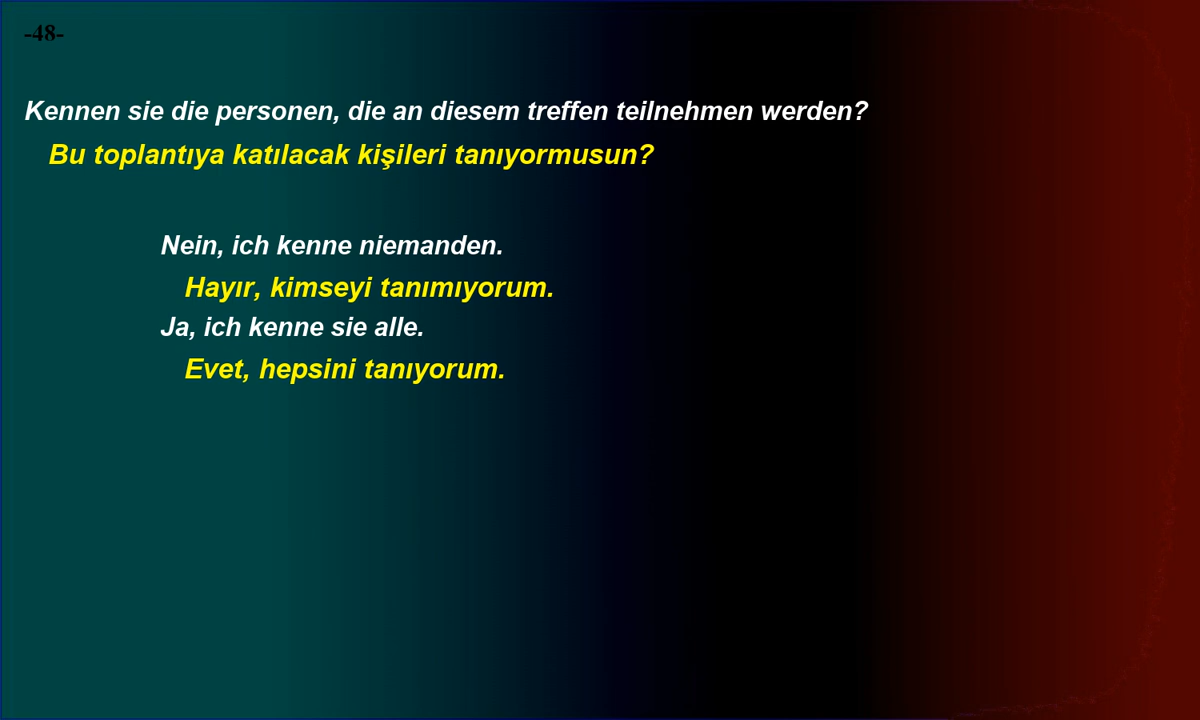 -48-
Kennen sie die personen, die an diesem treffen teilnehmen werden?
Bu toplantıya katılacak kişileri tanıyormusun?
Nein, ich kenne niemanden.
Hayır, kimseyi tanımıyorum.
Ja, ich kenne sie alle.
Evet, hepsini tanıyorum.